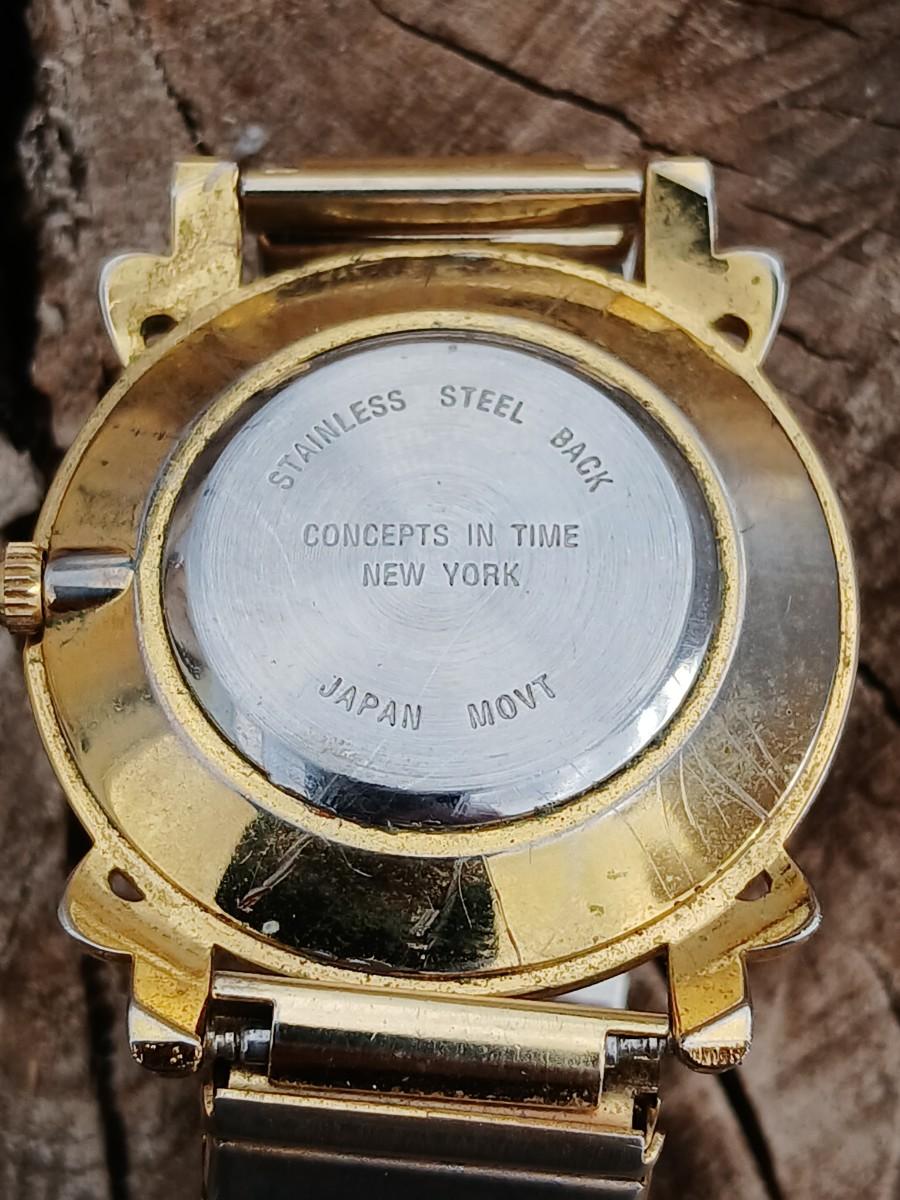 STAINLESS STEEL BACK
CONCEPTS IN TIME
NEW YORK
JAPAN MOVT